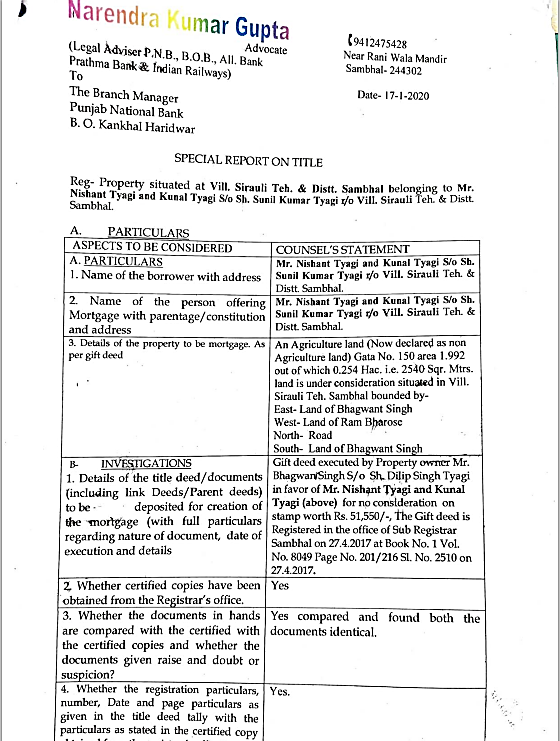 Narendra Kumar Gupta
Advocate
(Legal Adviser P.N.B., B.O.B., All. Bank
Prathma Bank & Indian Railways)
9412475428
Near Rani Wala Mandir
Sambhal- 244302
To
The Branch Manager
Punjab National Bank
B. O. Kankhal Haridwar
Date- 17-1-2020
SPECIAL REPORT ON TITLE
Reg- Property situated at Vill. Sirauli Teh. & Distt. Sambhal belonging to Mr.
Nishant Tyagi and Kunal Tyagi S/o Sh. Sunil Kumar Tyagi r/o Vill. Sirauli Teh. & Distt.
Sambhal.
A. PARTICULARS
ASPECTS TO BE CONSIDERED
COUNSEL'S STATEMENT
A. PARTICULARS
1. Name of the borrower with address
Mr. Nishant Tyagi and Kunal Tyagi S/o Sh.
Sunil Kumar Tyagi r/o Vill. Sirauli Teh. &
Distt. Sambhal.
2. Name of the person offering
Mortgage with parentage/constitution
and address
Mr. Nishant Tyagi and Kunal Tyagi S/o Sh.
Sunil Kumar Tyagi r/o Vill. Sirauli Teh. &
Distt. Sambhal.
3. Details of the property to be mortgage. As
per gift deed
An Agriculture land (Now declared as non
Agriculture land) Gata No. 150 area 1.992
out of which 0.254 Hac. i.e. 2540 Sqr. Mtrs.
land is under consideration situated in Vill.
Sirauli Teh. Sambhal bounded by-
East- Land of Bhagwant Singh
West- Land of Ram Bharose
North- Road
South- Land of Bhagwant Singh
B- INVESTIGATIONS
1. Details of the title deed/documents
(including link Deeds/Parent deeds)
to be deposited for creation of
the mortgage (with full particulars
regarding nature of document, date of
execution and details
Gift deed executed by Property owner Mr.
Bhagwan Singh S/o Sh. Dilip Singh Tyagi
in favor of Mr. Nishant Tyagi and Kunal
Tyagi (above) for no consideration on
stamp worth Rs. 51,550/-, The Gift deed is
Registered in the office of Sub Registrar
Sambhal on 27.4.2017 at Book No. 1 Vol.
No. 8049 Page No. 201/216 Sl. No. 2510 on
27.4.2017.
2. Whether certified copies have been
obtained from the Registrar's office.
Yes
3. Whether the documents in hands
are compared with the certified with
the certified copies and whether the
documents given raise and doubt or
suspicion?
Yes compared and found both the
documents identical.
4. Whether the registration particulars,
number, Date and page particulars as
given in the title deed tally with the
particulars as stated in the certified copy
Yes.